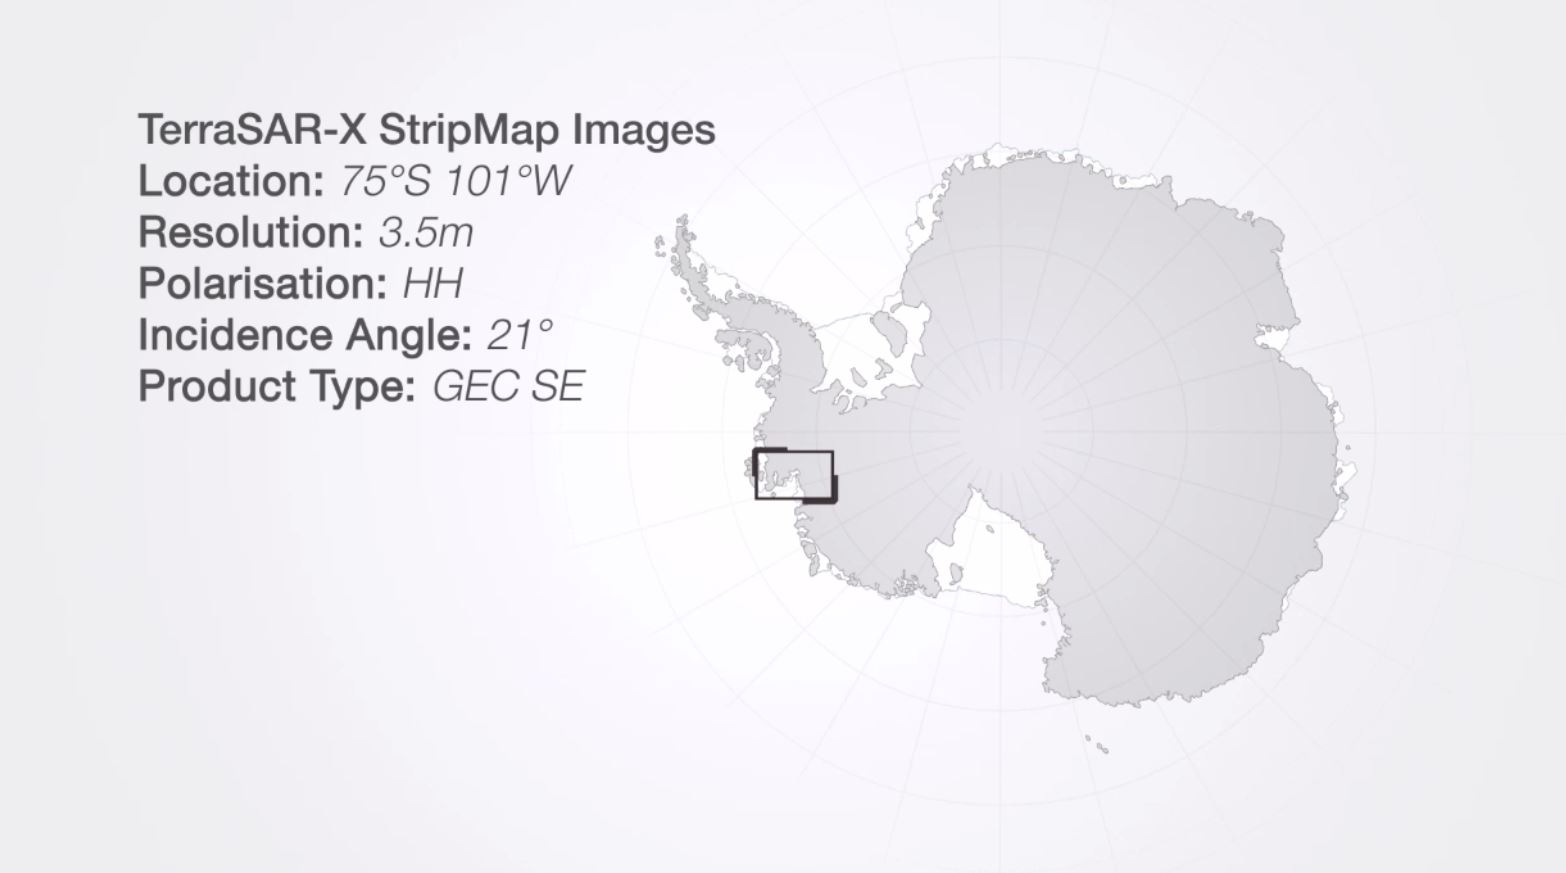 TerraSAR-X StripMap Images
Location: 75°S 101°W
Resolution: 3.5m
Polarisation: HH
Incidence Angle: 21°
Product Type: GEC SE